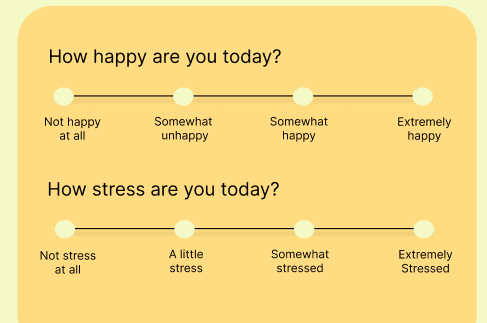 How happy are you today?
Not happy
at all
Somewhat
unhappy
Somewhat
happy
Extremely
happy
How stress are you today?
Not stress
at all
A little
stress
Somewhat
stressed
Extremely
Stressed